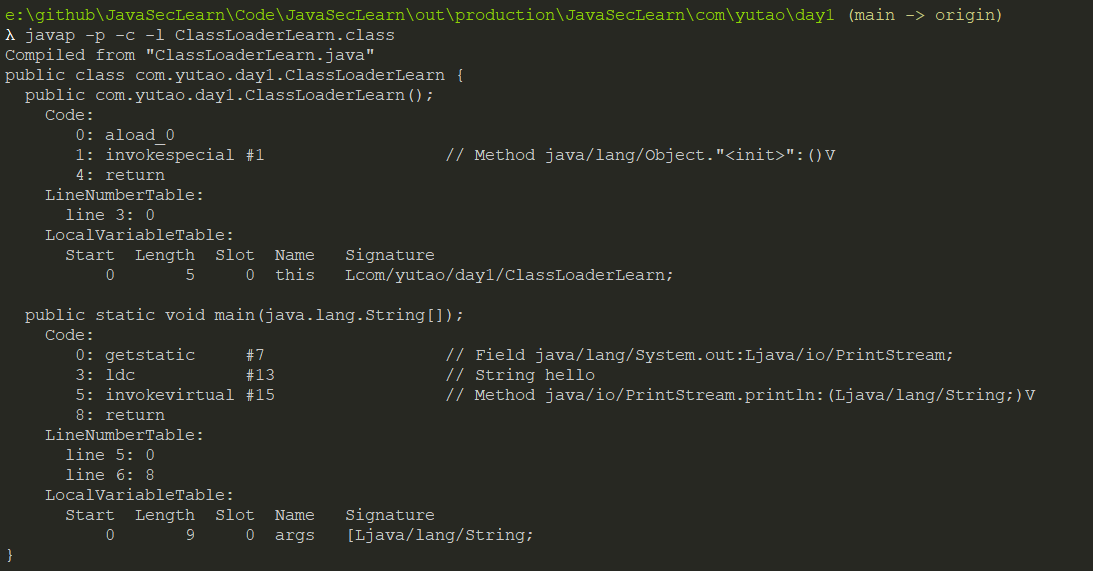 e:\github\JavaSecLearn\Code\JavaSecLearn\out\production\JavaSecLearn\com\yutao\day1 (main -> origin)
λ javap -p -c -l ClassLoaderLearn.class
Compiled from "ClassLoaderLearn.java"
public class com.yutao.day1.ClassLoaderLearn {
  public com.yutao.day1.ClassLoaderLearn();
    Code:
       0: aload_0
       1: invokespecial #1                  // Method java/lang/Object."<init>":()V
       4: return
    LineNumberTable:
      line 3: 0
    LocalVariableTable:
      Start  Length  Slot  Name   Signature
          0       5     0  this   Lcom/yutao/day1/ClassLoaderLearn;

  public static void main(java.lang.String[]);
    Code:
       0: getstatic     #7                  // Field java/lang/System.out:Ljava/io/PrintStream;
       3: ldc           #13                 // String hello
       5: invokevirtual #15                 // Method java/io/PrintStream.println:(Ljava/lang/String;)V
       8: return
    LineNumberTable:
      line 5: 0
      line 6: 8
    LocalVariableTable:
      Start  Length  Slot  Name   Signature
          0       9     0  args   [Ljava/lang/String;
}